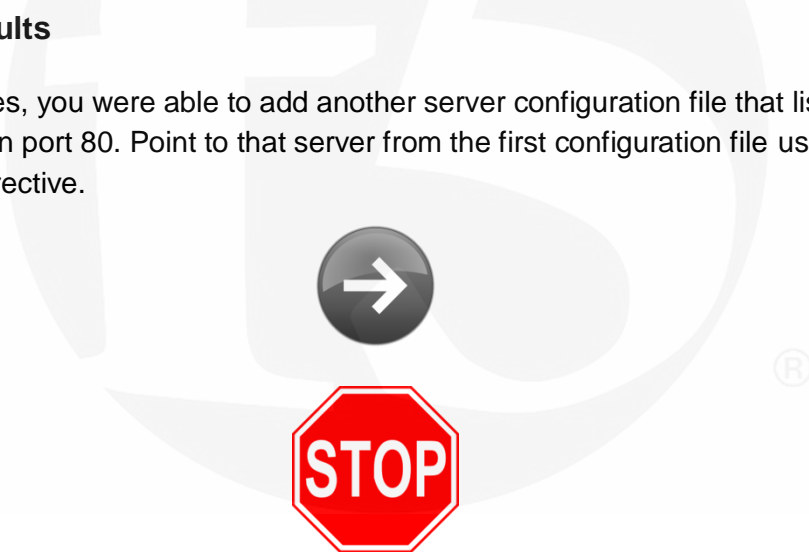 ults
es, you were able to add another server configuration file that lis
n port 80. Point to that server from the first configuration file us
rective.
®
STOP